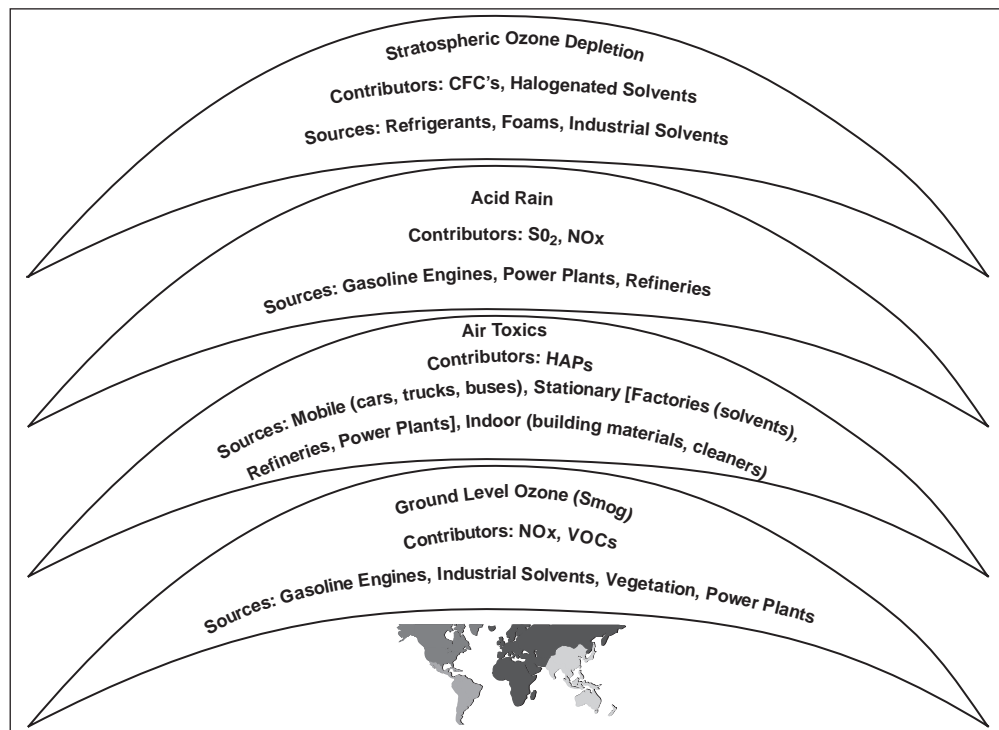 Stratospheric Ozone Depletion
Contributors: CFC's, Halogenated Solvents
Sources: Refrigerants, Foams, Industrial Solvents
Acid Rain
Contributors: S0₂, NOx
Sources: Gasoline Engines, Power Plants, Refineries
Air Toxics
Contributors: HAPs
Sources: Mobile (cars, trucks, buses), Stationary [Factories (solvents),
Refineries, Power Plants], Indoor (building materials, cleaners)
Ground Level Ozone (Smog)
Contributors: NOx, VOCs
Sources: Gasoline Engines, Industrial Solvents, Vegetation, Power Plants